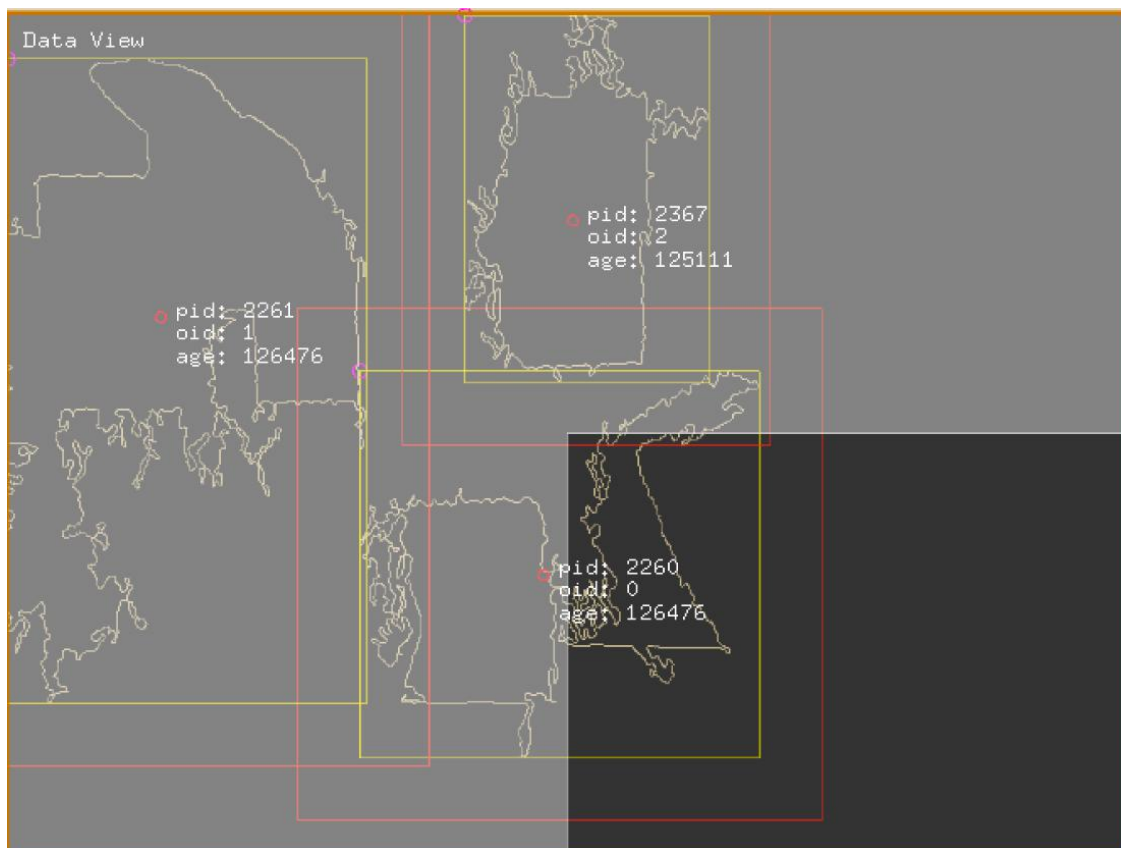 Data View
pid: 2367
oid: 2
age: 125111
pid: 2261
oid: 1
age: 126476
pid: 2260
oid: 0
age: 126476